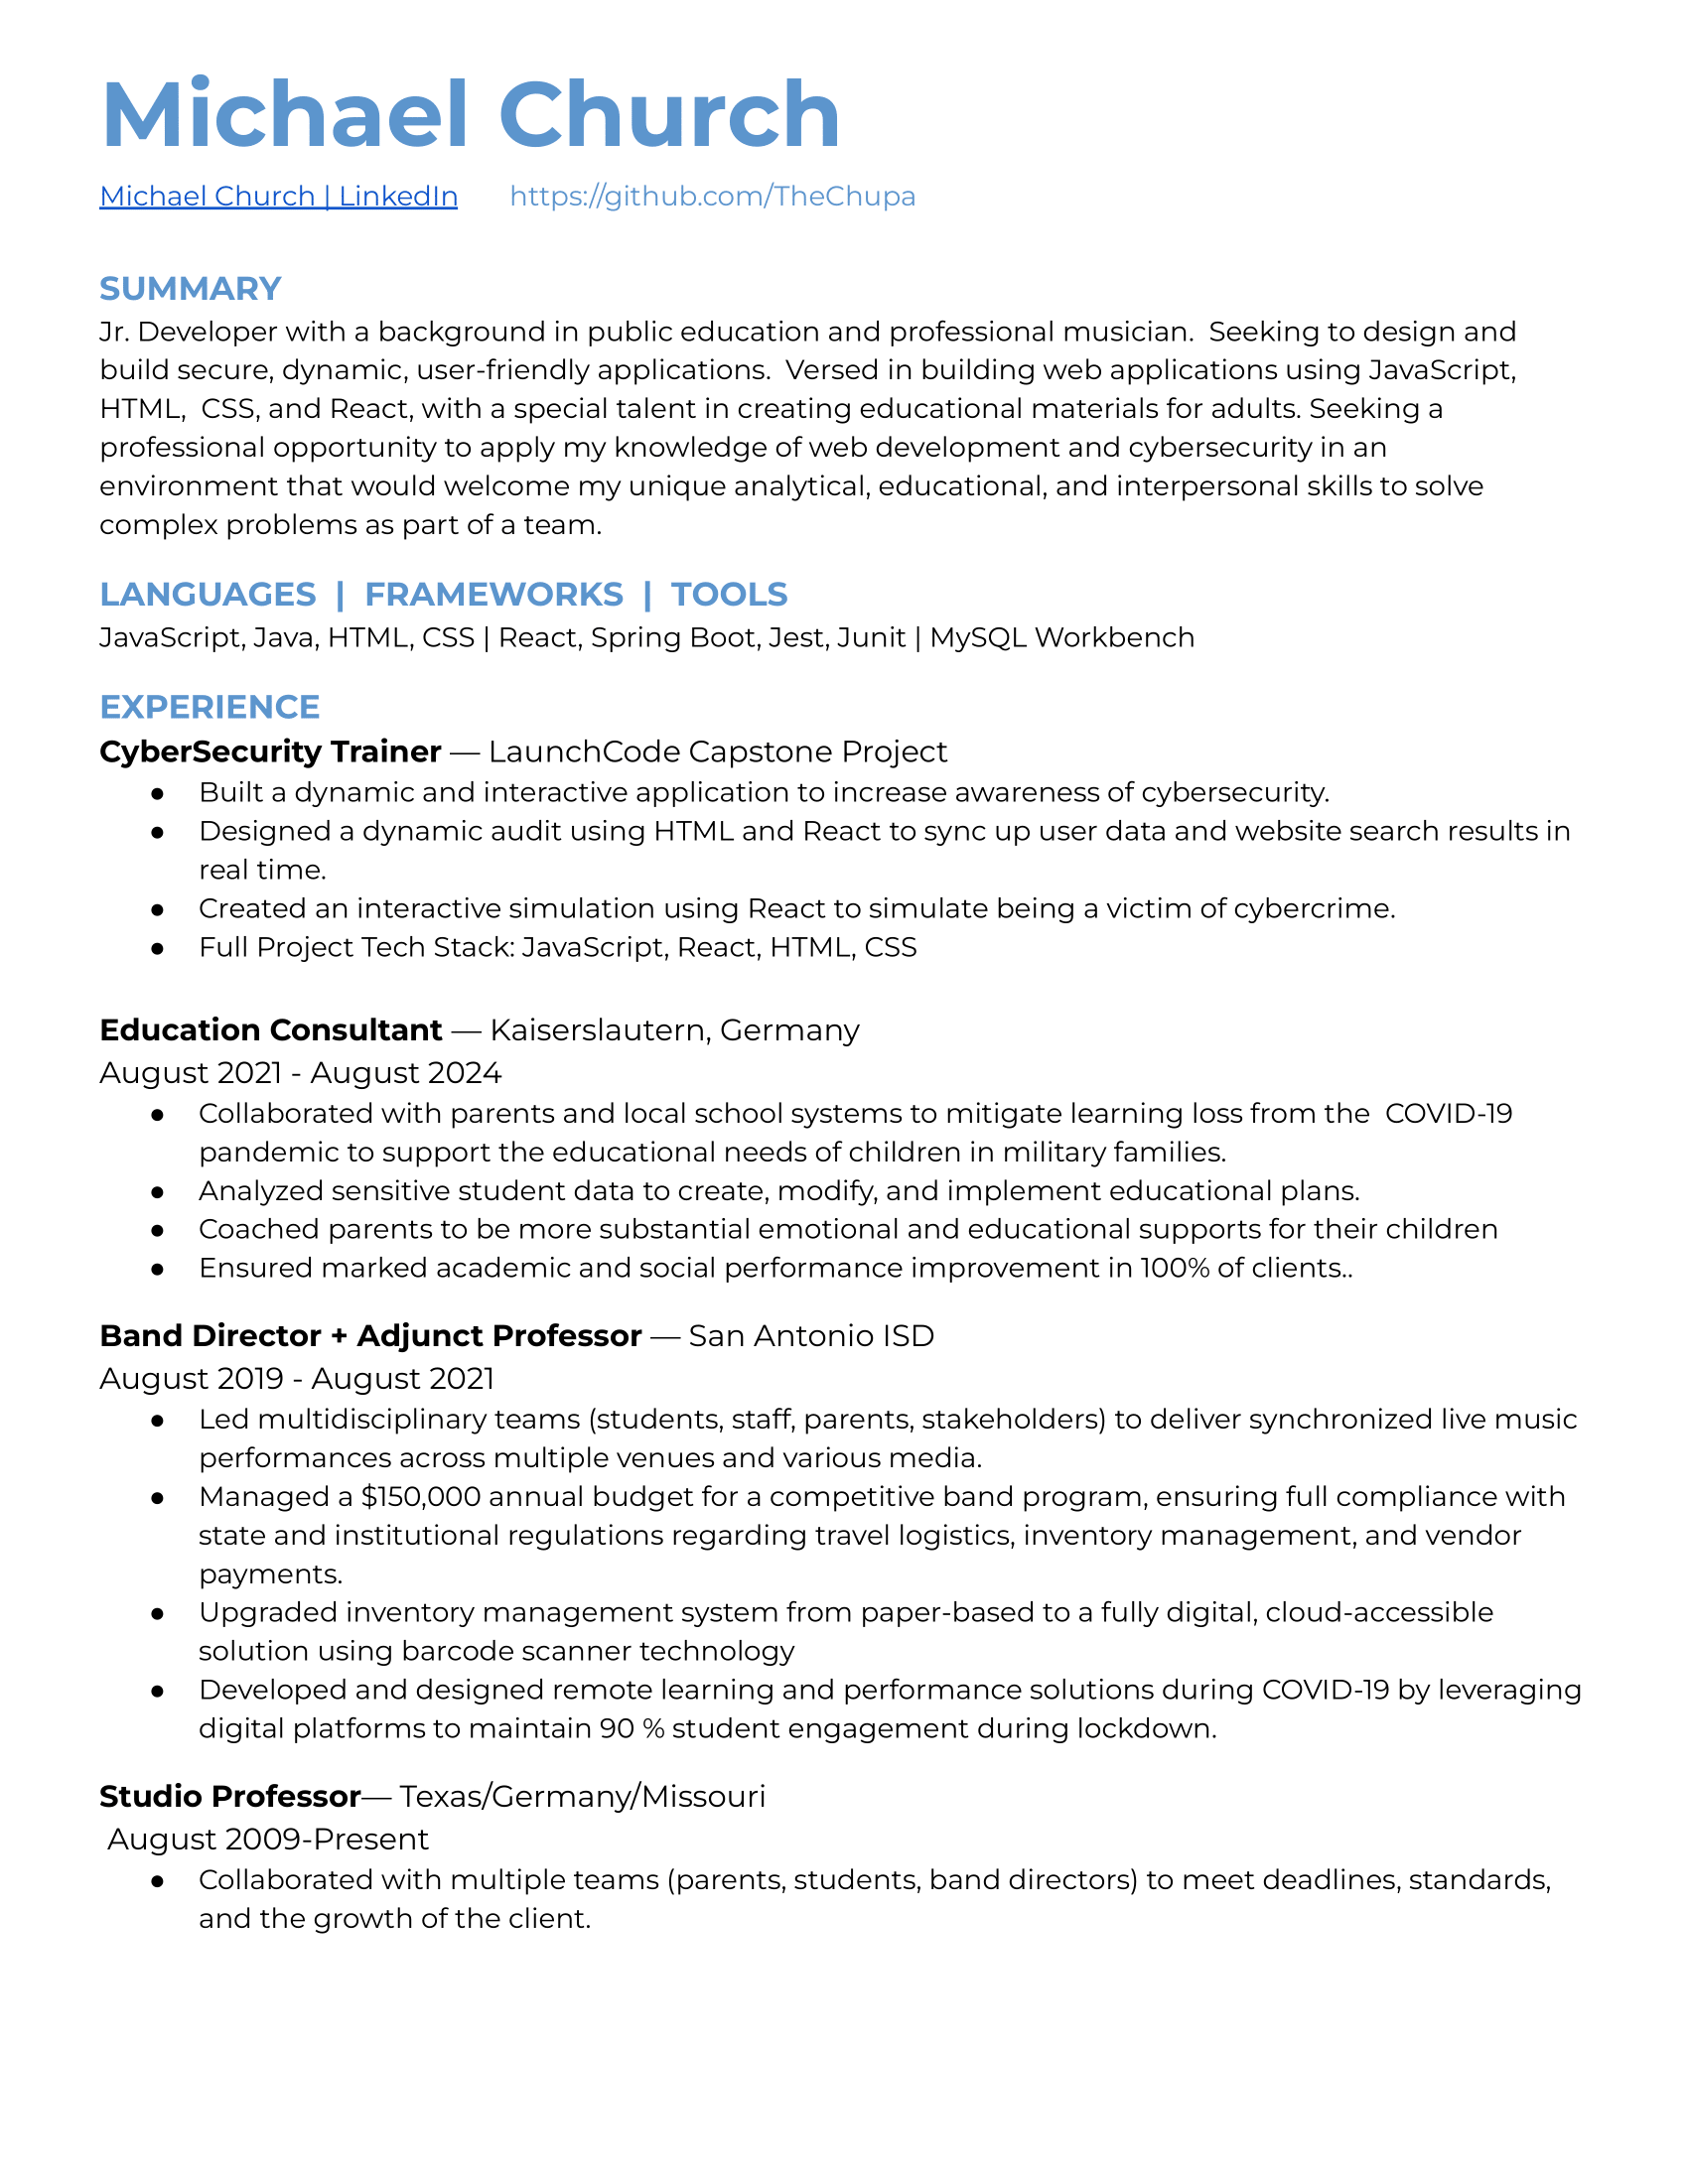 Michael Church
Michael Church | LinkedIn https://github.com/TheChupa
SUMMARY
Jr. Developer with a background in public education and professional musician.  Seeking to design and
build secure, dynamic, user-friendly applications.  Versed in building web applications using JavaScript,
HTML,  CSS, and React, with a special talent in creating educational materials for adults. Seeking a
professional opportunity to apply my knowledge of web development and cybersecurity in an
environment that would welcome my unique analytical, educational, and interpersonal skills to solve
complex problems as part of a team.
LANGUAGES  |  FRAMEWORKS  |  TOOLS
JavaScript, Java, HTML, CSS | React, Spring Boot, Jest, Junit | MySQL Workbench
EXPERIENCE
CyberSecurity Trainer — LaunchCode Capstone Project
● Built a dynamic and interactive application to increase awareness of cybersecurity.
● Designed a dynamic audit using HTML and React to sync up user data and website search results in
real time.
● Created an interactive simulation using React to simulate being a victim of cybercrime.
● Full Project Tech Stack: JavaScript, React, HTML, CSS
Education Consultant — Kaiserslautern, Germany
August 2021 - August 2024
● Collaborated with parents and local school systems to mitigate learning loss from the  COVID-19
pandemic to support the educational needs of children in military families.
● Analyzed sensitive student data to create, modify, and implement educational plans.
● Coached parents to be more substantial emotional and educational supports for their children
● Ensured marked academic and social performance improvement in 100% of clients..
Band Director + Adjunct Professor — San Antonio ISD
August 2019 - August 2021
● Led multidisciplinary teams (students, staff, parents, stakeholders) to deliver synchronized live music
performances across multiple venues and various media.
● Managed a $150,000 annual budget for a competitive band program, ensuring full compliance with
state and institutional regulations regarding travel logistics, inventory management, and vendor
payments.
● Upgraded inventory management system from paper-based to a fully digital, cloud-accessible
solution using barcode scanner technology
● Developed and designed remote learning and performance solutions during COVID-19 by leveraging
digital platforms to maintain 90 % student engagement during lockdown.
Studio Professor— Texas/Germany/Missouri
August 2009-Present
● Collaborated with multiple teams (parents, students, band directors) to meet deadlines, standards,
and the growth of the client.